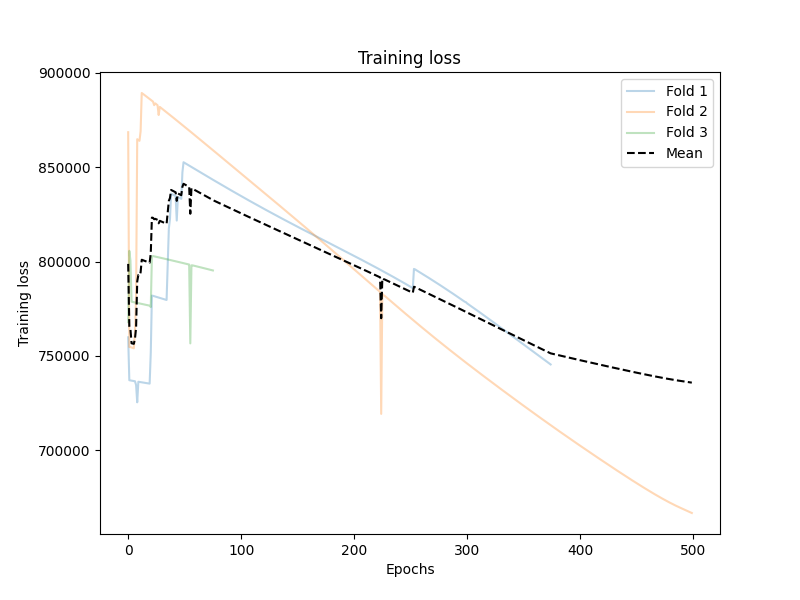 Training loss
900000
850000
800000
750000
700000
Training loss
0
100
200
300
400
500
Epochs
Fold 1
Fold 2
Fold 3
Mean